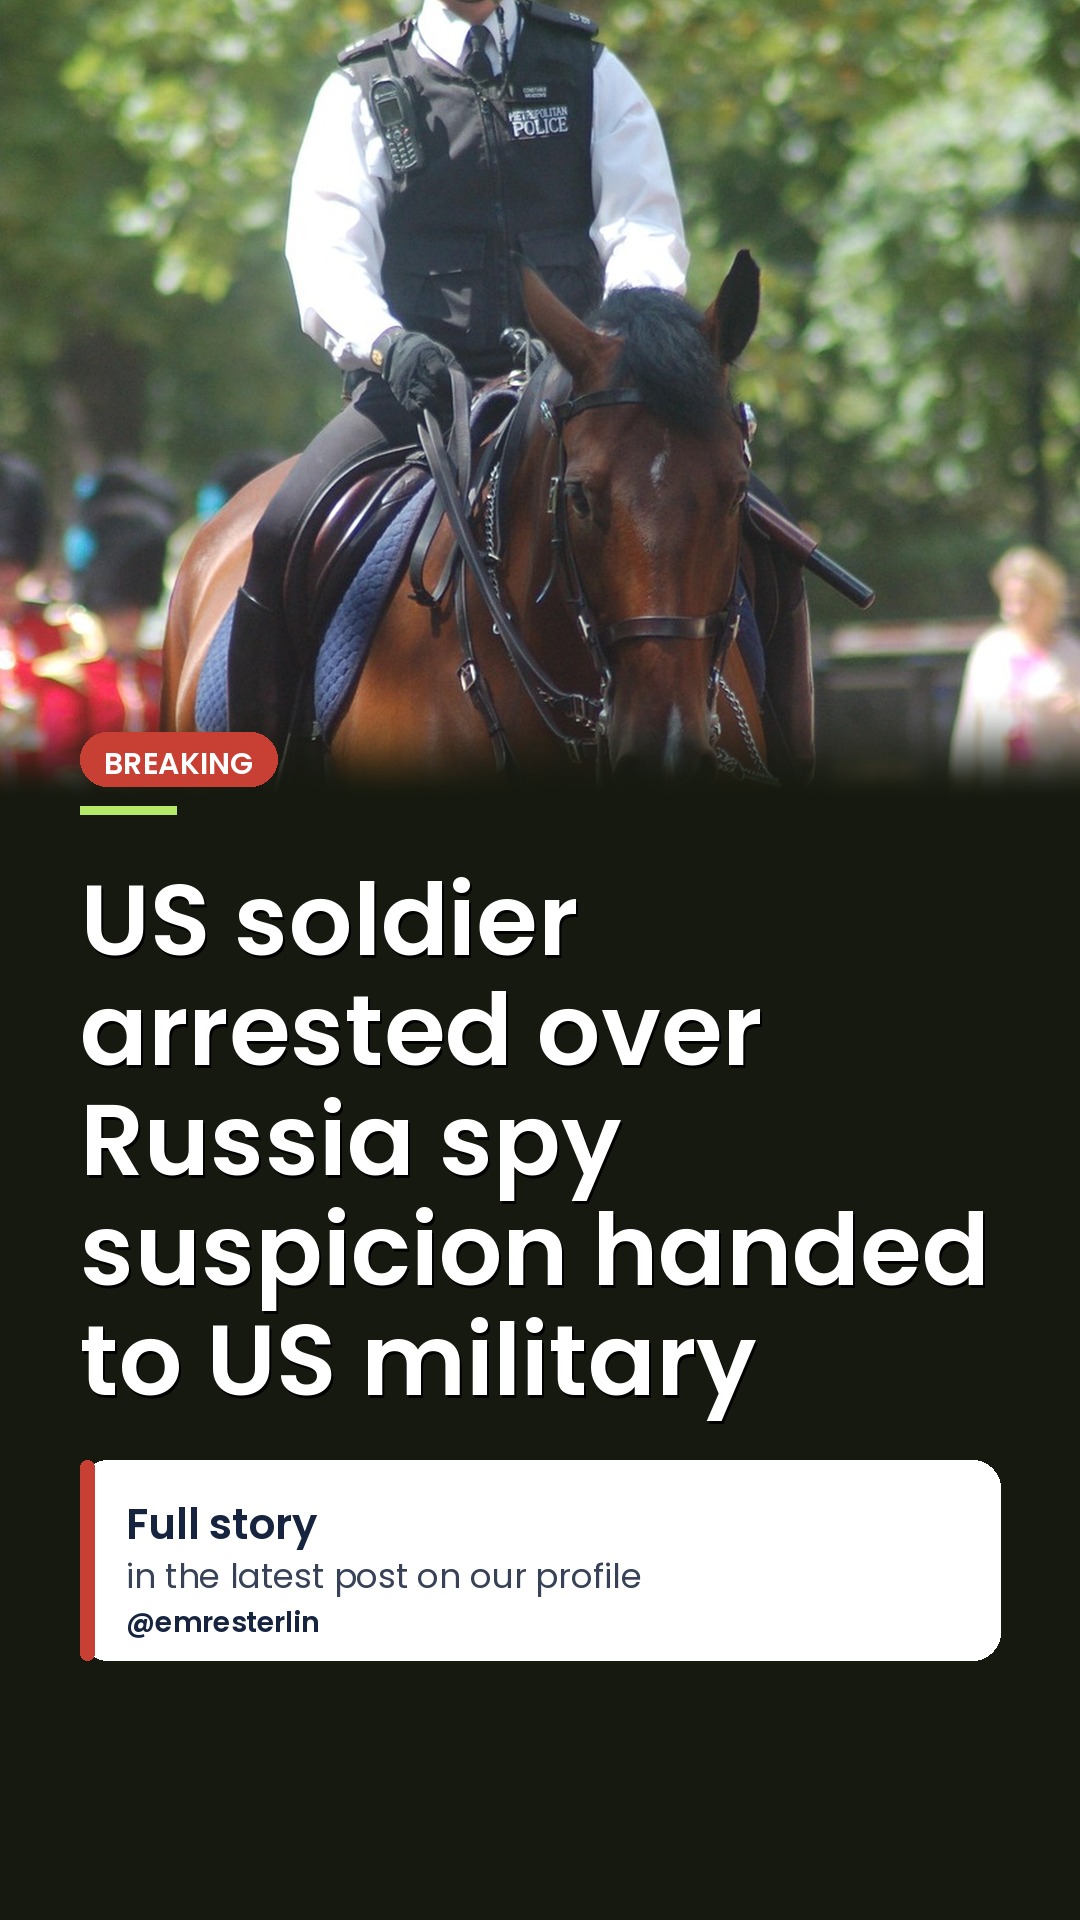 METROPOLITAN
POLICE
BREAKING
US soldier
arrested over
Russia spy
suspicion handed
to US military
Full story
in the latest post on our profile
@emresterlin